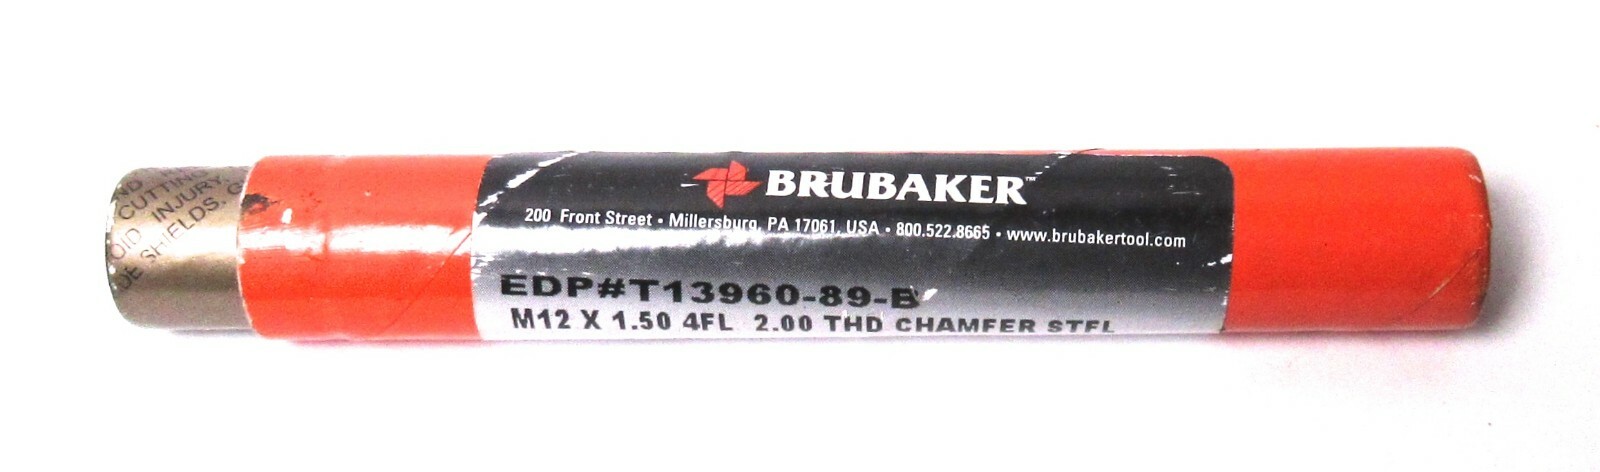 CUTTING
OID INJURY,
SHIELDS.
BRUBAKER™
200 Front Street • Millersburg, PA 17061, USA • 800.522.8665 • www.brubakertool.com
EDP#T13960-89-B
M12 X 1.50 4FL 2.00 THD CHAMFER STEL